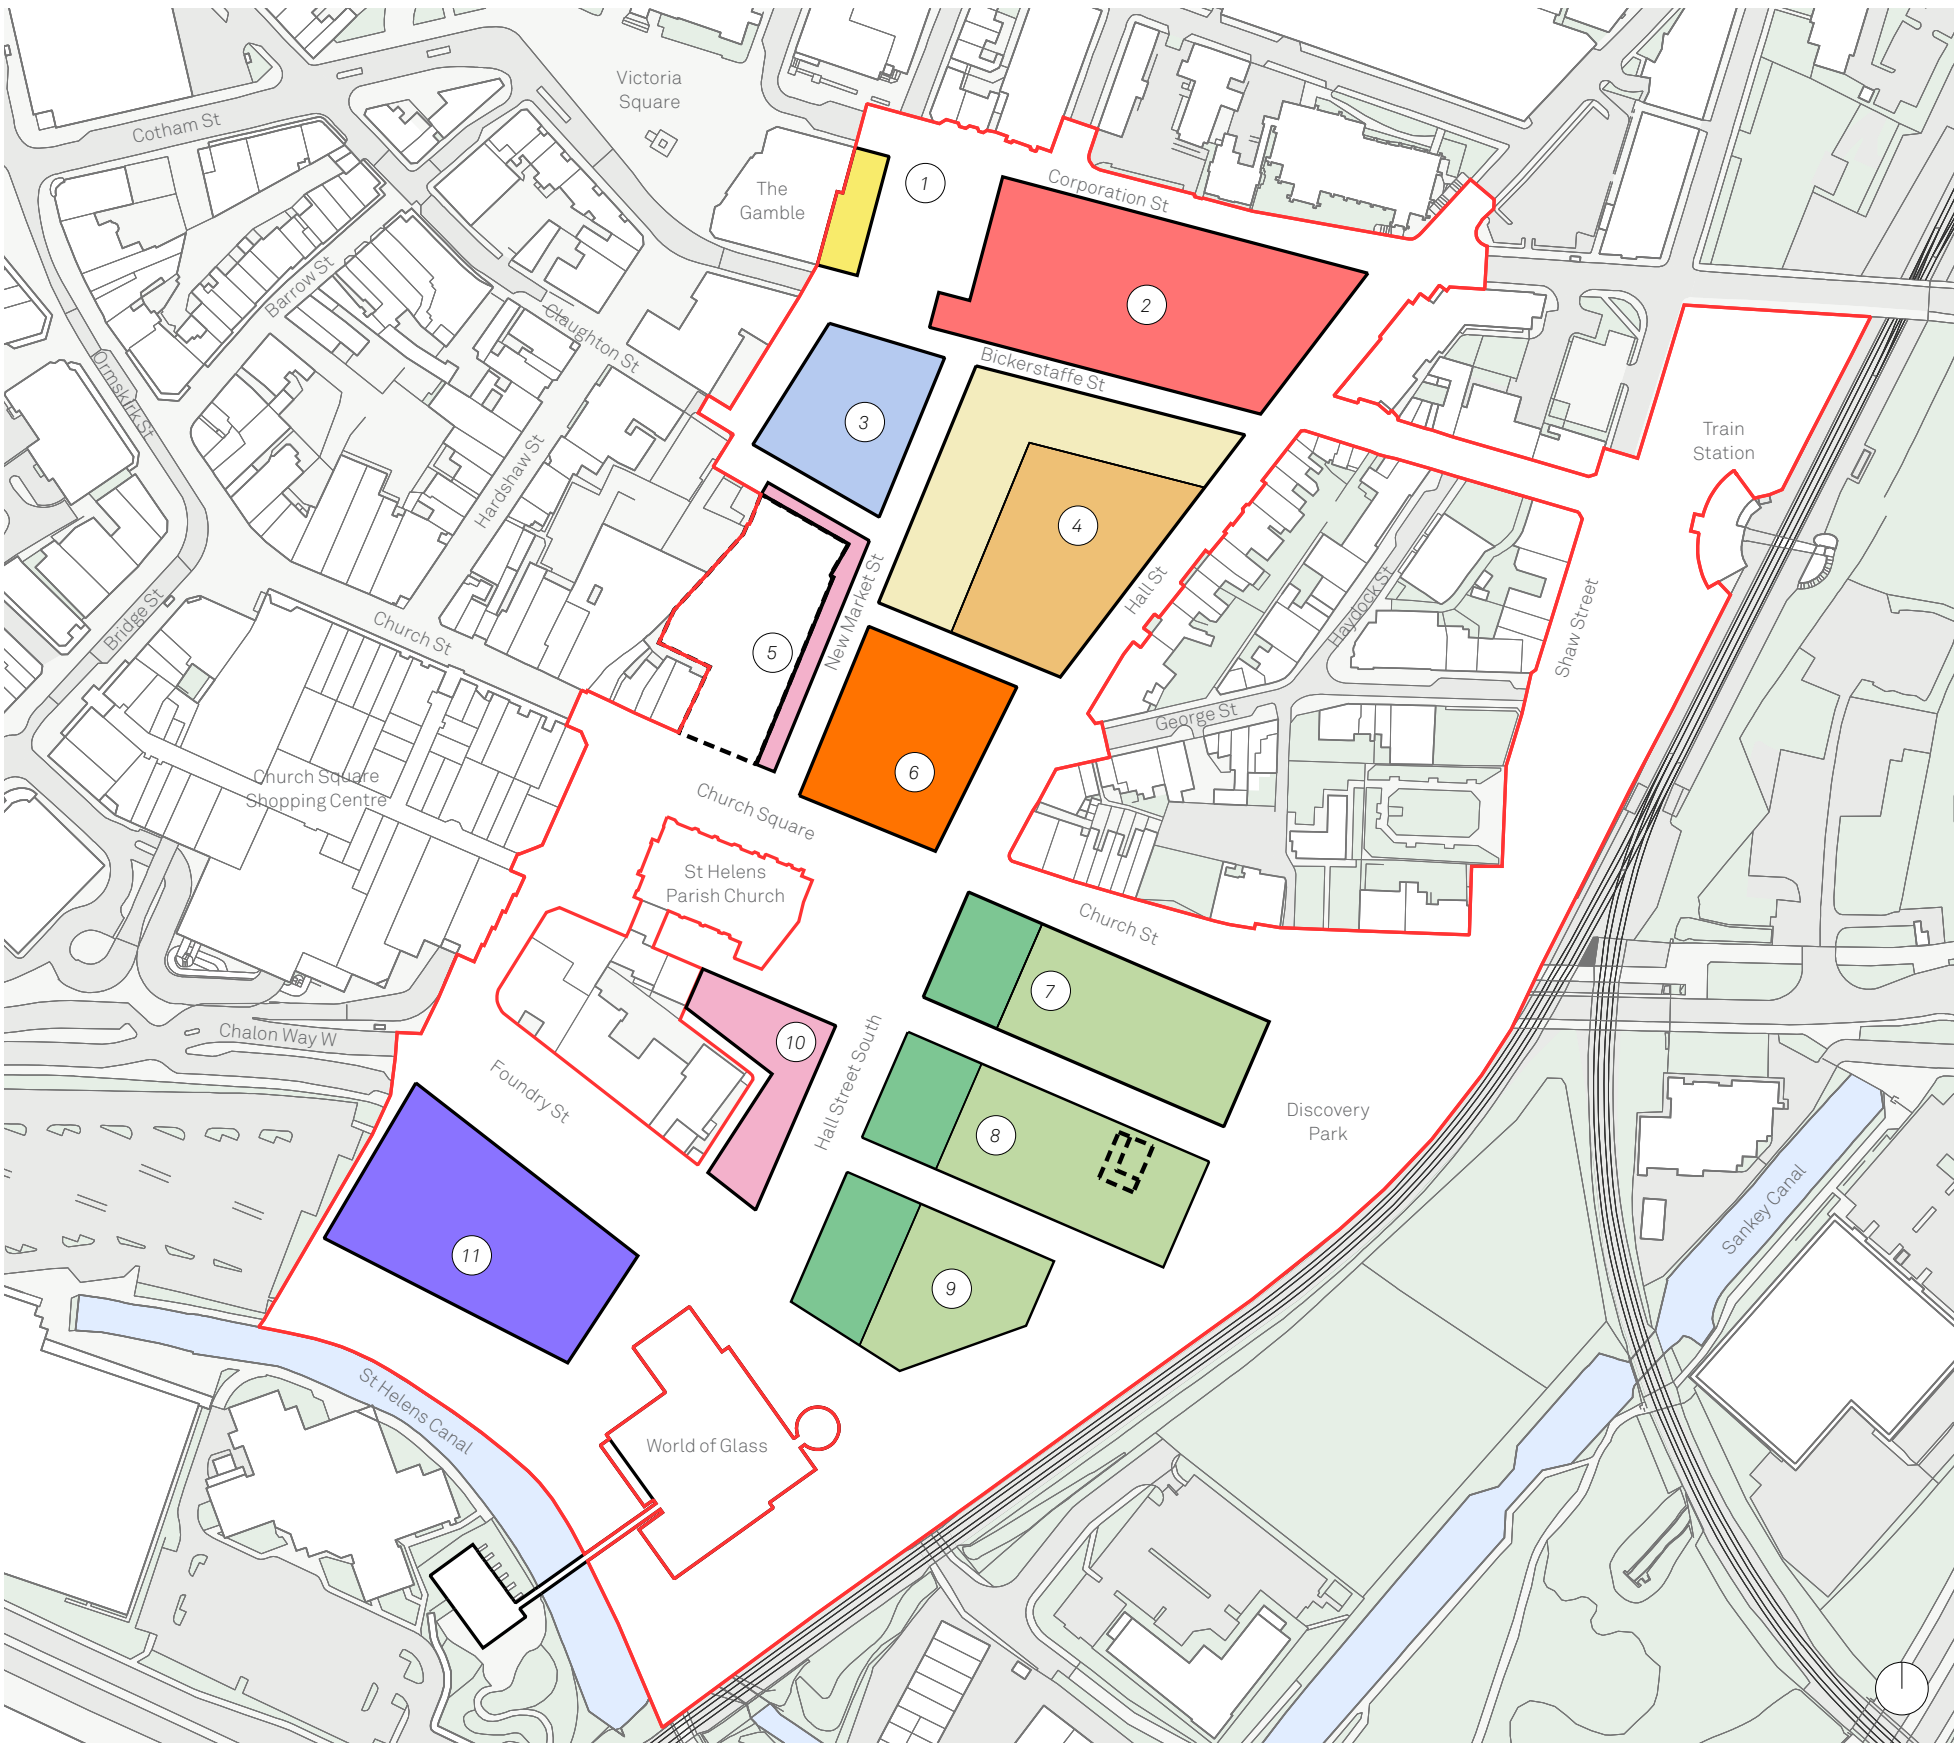 Victoria
Square
Cotham St
The
Gamble
1
Corporation St
2
Barrow St
Claughton St
Ormskirk St
Bickerstaffe St
3
Train
Station
Hardshaw St
4
New Market St
Hall St
Haydock St
Shaw Street
Bridge St
Church St
5
George St
6
Church Square
Shopping Centre
Church Square
St Helens
Parish Church
Church St
7
Chalon Way W
10
Foundry St
Hall Street South
8
Discovery
Park
Sankey Canal
11
9
St Helens Canal
World of Glass